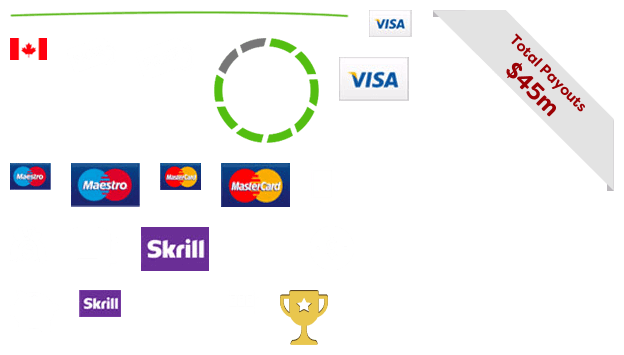 VISA
Total Payouts
$45m
VISA
Maestro
Maestro
MasterCard
MasterCard
Skrill
Skrill